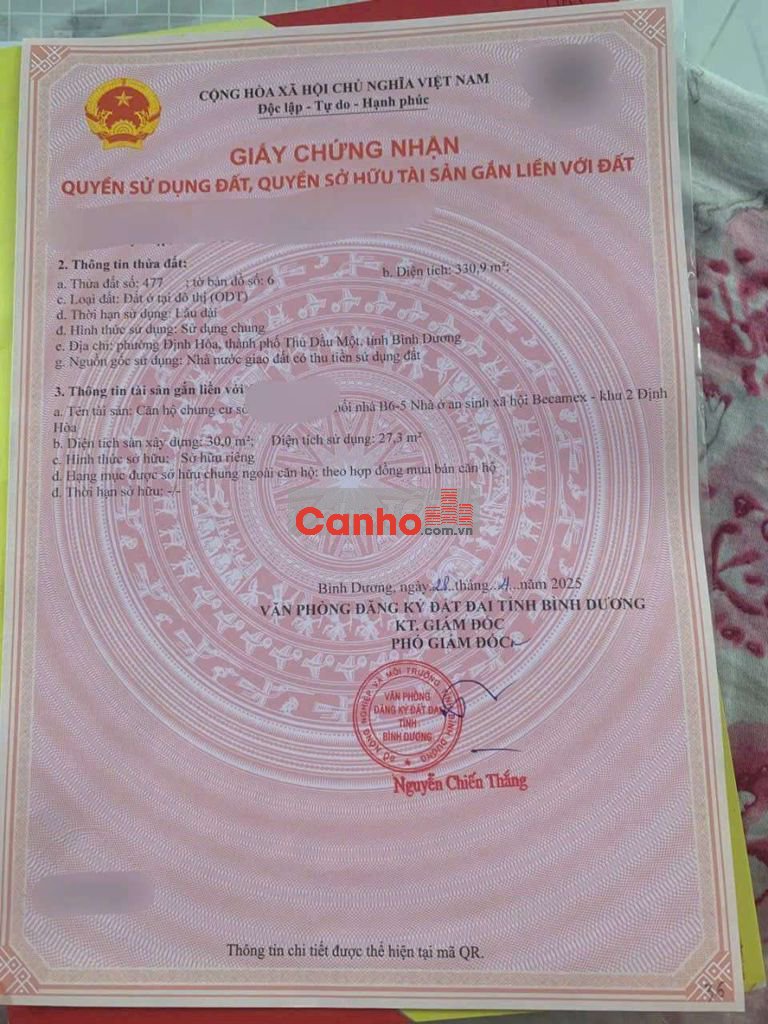 CỘNG HÒA XÃ HỘI CHỦ NGHĨA VIỆT NAM
Độc lập - Tự do - Hạnh phúc
GIẤY CHỨNG NHẬN
QUYỀN SỬ DỤNG ĐẤT, QUYỀN SỞ HỮU TÀI SẢN GẮN LIỀN VỚI ĐẤT
2. Thông tin thửa đất:
a. Thửa đất số: 477 ; tờ bản đồ số: 6 b. Diện tích: 330,9 m²;
c. Loại đất: Đất ở tại đô thị (ODT)
d. Thời hạn sử dụng: Lâu dài
đ. Hình thức sử dụng: Sử dụng chung
e. Địa chỉ: phường Định Hòa, thành phố Thủ Dầu Một, tỉnh Bình Dương
g. Nguồn gốc sử dụng: Nhà nước giao đất có thu tiền sử dụng đất
3. Thông tin tài sản gắn liền với
a. Tên tài sản: Căn hộ chung cư số nhà B6-5 Nhà ở an sinh xã hội Becamex - khu 2 Định
Hòa
b. Diện tích sàn xây dựng: 30,0 m²; Diện tích sử dụng: 27,3 m²
c. Hình thức sở hữu: Sở hữu riêng
d. Hạng mục được sở hữu chung ngoài căn hộ: theo hợp đồng mua bán căn hộ
đ. Thời hạn sở hữu: -/-
Canho
.com.vn
Bình Dương, ngày..28..tháng..4...năm 2025
VĂN PHÒNG ĐĂNG KÝ ĐẤT ĐAI TỈNH BÌNH DƯƠNG
KT. GIÁM ĐỐC
PHÓ GIÁM ĐỐC
SỞ NÔNG NGHIỆP VÀ MÔI TRƯỜNG TỈNH BÌNH DƯƠNG
VĂN PHÒNG
ĐĂNG KÝ ĐẤT ĐAI
TỈNH
BÌNH DƯƠNG
Nguyễn Chiến Thắng
Thông tin chi tiết được thể hiện tại mã QR.